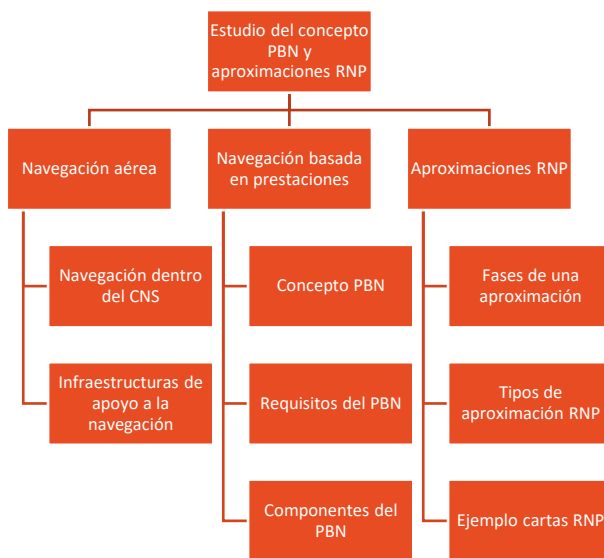 Estudio del concepto
PBN y
aproximaciones RNP
Navegación aérea
Navegación basada
en prestaciones
Aproximaciones RNP
Navegación dentro
del CNS
Infraestructuras de
apoyo a la
navegación
Concepto PBN
Requisitos del PBN
Componentes del
PBN
Fases de una
aproximación
Tipos de
aproximación RNP
Ejemplo cartas RNP